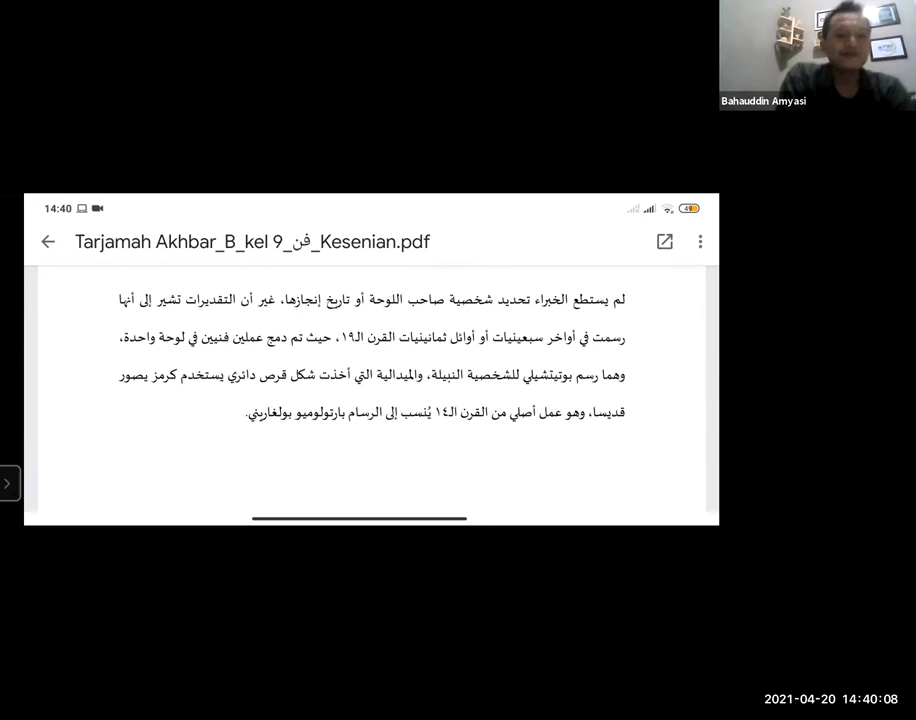 Bahauddin Amyasi
14:40
49
Tarjamah Akhbar_B_kel 9_فن_Kesenian.pdf
لم يستطع الخبراء تحديد شخصية صاحب اللوحة أو تاريخ إنجازها، غير أن التقديرات تشير إلى أنها
رسمت في أواخر سبعينيات أو أوائل ثمانينيات القرن الـ١٩، حيث تم دمج عملين فنيين في لوحة واحدة،
وهما رسم بوتيتشيلي للشخصية النبيلة، والميدالية التي أخذت شكل قرص دائري يستخدم كرمز يصور
قديسا، وهو عمل أصلي من القرن الـ١٤ يُنسب إلى الرسام بارتولوميو بولغاريني.
2021-04-20 14:40:08